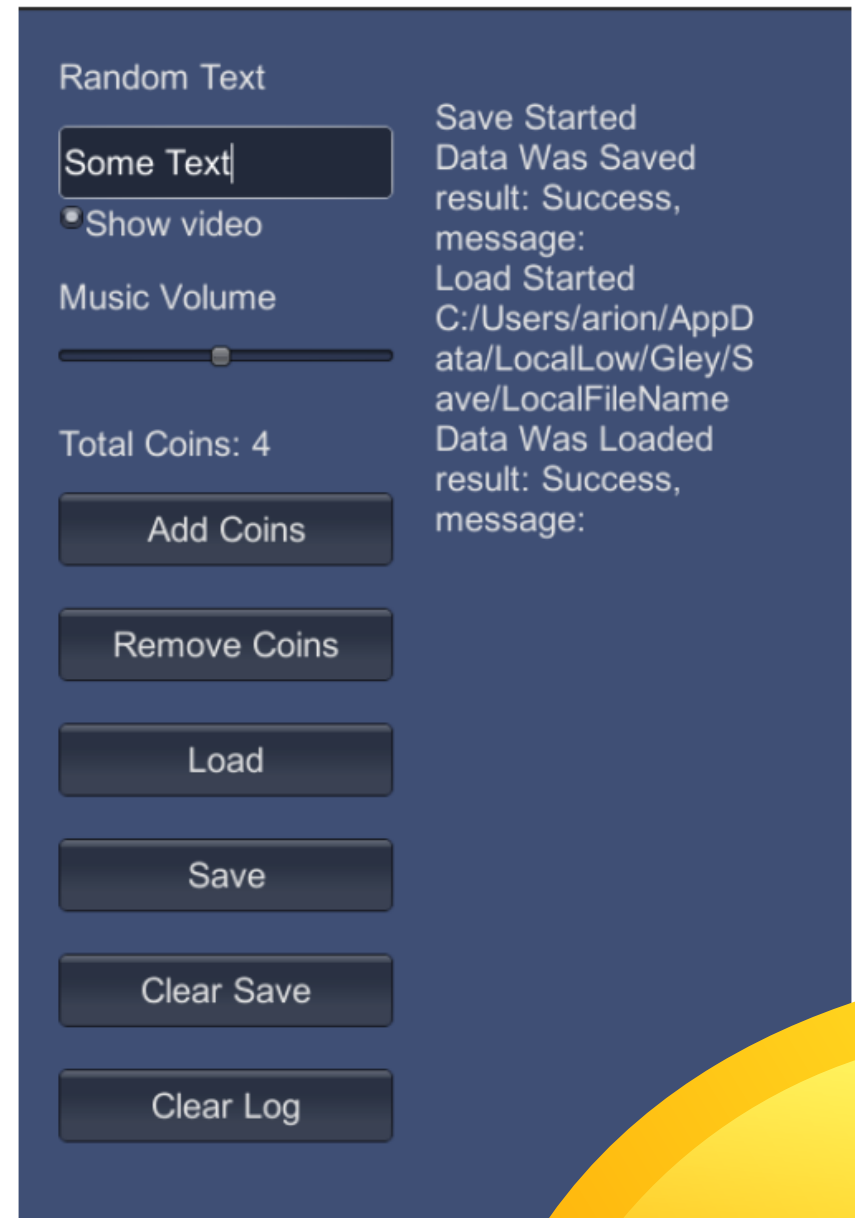 Random Text
Some Text
Show video
Music Volume
Total Coins: 4
Add Coins
Remove Coins
Load
Save
Clear Save
Clear Log
Save Started
Data Was Saved
result: Success,
message:
Load Started
C:/Users/arion/AppD
ata/LocalLow/Gley/S
ave/LocalFileName
Data Was Loaded
result: Success,
message: